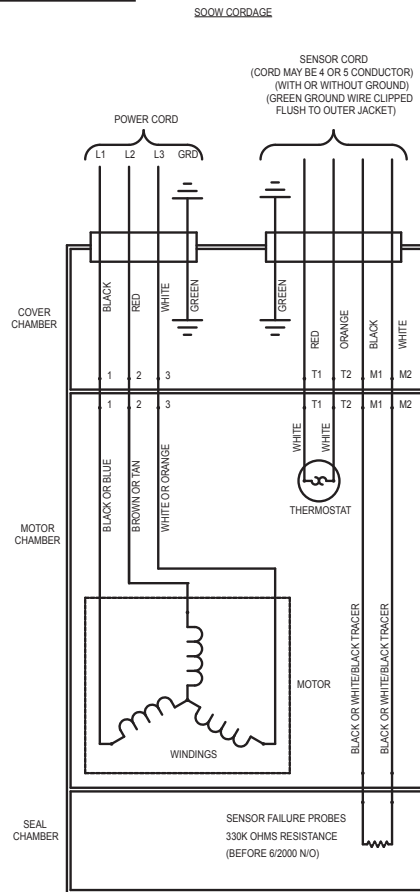 SOOW CORDAGE
SENSOR CORD
(CORD MAY BE 4 OR 5 CONDUCTOR)
(WITH OR WITHOUT GROUND)
(GREEN GROUND WIRE CLIPPED
FLUSH TO OUTER JACKET)
POWER CORD
L1 L2 L3 GRD
COVER
CHAMBER
BLACK
RED
WHITE
GREEN
GREEN
RED
ORANGE
BLACK
WHITE
1 2 3 T1 T2 M1 M2
1 2 3 T1 T2 M1 M2
WHITE
WHITE
THERMOSTAT
MOTOR
CHAMBER
BLACK OR BLUE
BROWN OR TAN
WHITE OR ORANGE
BLACK OR WHITE/BLACK TRACER
BLACK OR WHITE/BLACK TRACER
MOTOR
WINDINGS
SEAL
CHAMBER
SENSOR FAILURE PROBES
330K OHMS RESISTANCE
(BEFORE 6/2000 N/O)